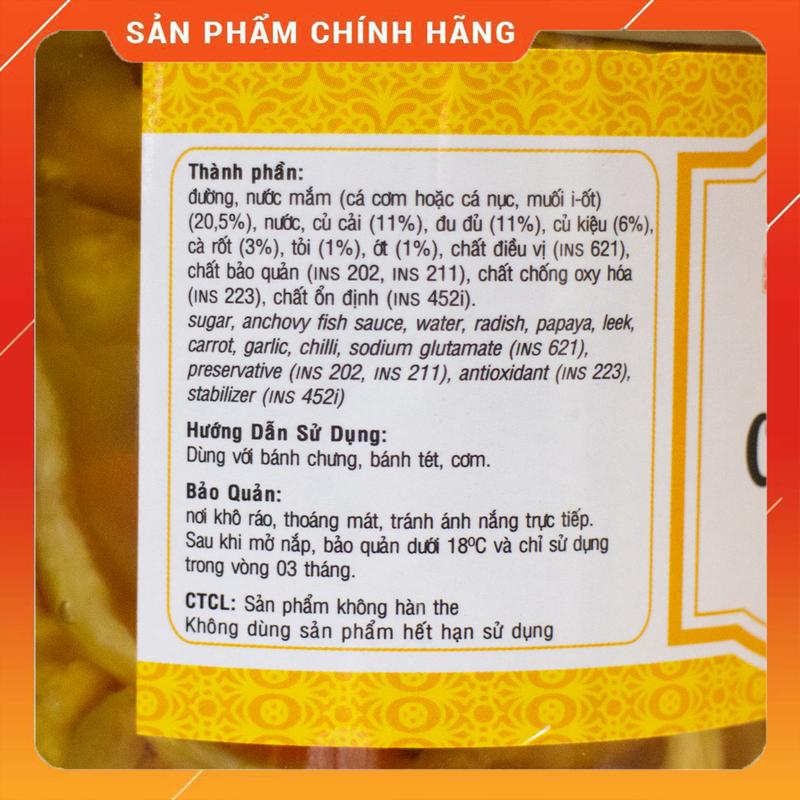 SẢN PHẨM CHÍNH HÃNG
Thành phần:
đường, nước mắm (cá cơm hoặc cá nục, muối i-ốt)
(20,5%), nước, củ cải (11%), đu đủ (11%), củ kiệu (6%),
cà rốt (3%), tỏi (1%), ớt (1%), chất điều vị (INS 621),
chất bảo quản (INS 202, INS 211), chất chống oxy hóa
(INS 223), chất ổn định (INS 452i).
sugar, anchovy fish sauce, water, radish, papaya, leek,
carrot, garlic, chilli, sodium glutamate (INS 621),
preservative (INS 202, INS 211), antioxidant (INS 223),
stabilizer (INS 452i)
Hướng Dẫn Sử Dụng:
Dùng với bánh chưng, bánh tét, cơm.
Bảo Quản:
nơi khô ráo, thoáng mát, tránh ánh nắng trực tiếp.
Sau khi mở nắp, bảo quản dưới 18ºC và chỉ sử dụng
trong vòng 03 tháng.
CTCL: Sản phẩm không hàn the
Không dùng sản phẩm hết hạn sử dụng